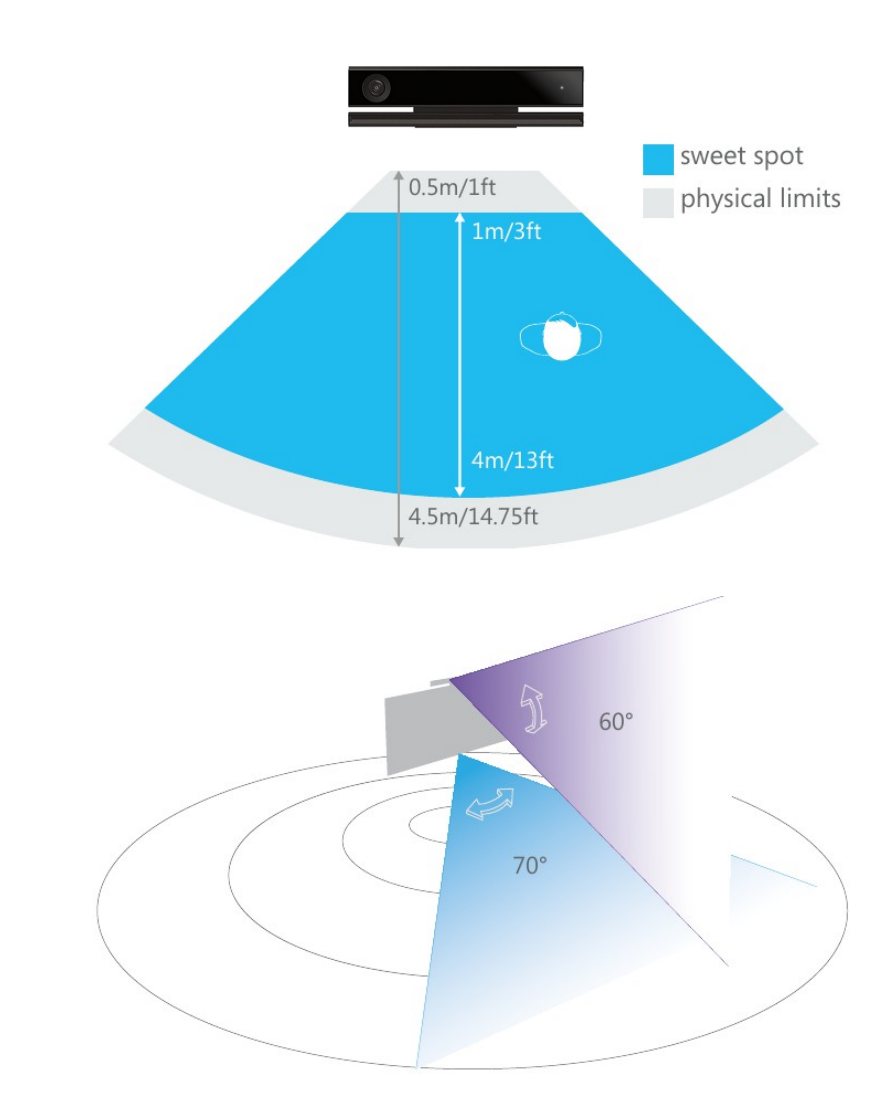 sweet spot
physical limits
0.5m/1ft
1m/3ft
4m/13ft
4.5m/14.75ft
60°
70°